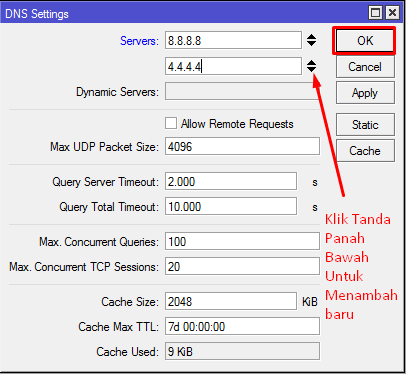 DNS Settings
Servers: 8.8.8.8 OK
4.4.4.4 Cancel
Dynamic Servers: Apply
Allow Remote Requests Static
Max UDP Packet Size: 4096 Cache
Query Server Timeout: 2.000 s
Query Total Timeout: 10.000 s
Max. Concurrent Queries: 100
Max. Concurrent TCP Sessions: 20
Cache Size: 2048 KiB
Cache Max TTL: 7d 00:00:00
Cache Used: 9 KiB
Klik Tanda
Panah
Bawah
Untuk
Menambah
baru